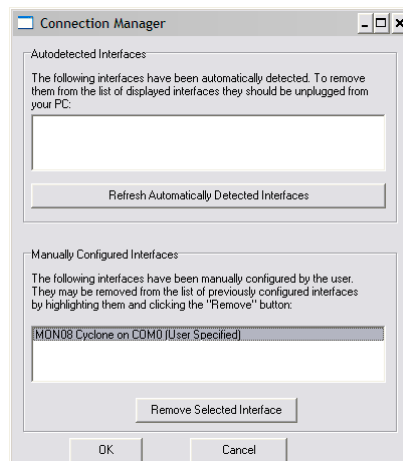 Connection Manager
Autodetected Interfaces
The following interfaces have been automatically detected. To remove
them from the list of displayed interfaces they should be unplugged from
your PC:
Refresh Automatically Detected Interfaces
Manually Configured Interfaces
The following interfaces have been manually configured by the user.
They may be removed from the list of previously configured interfaces
by highlighting them and clicking the "Remove" button:
MON08 Cyclone on COM0 (User Specified)
Remove Selected Interface
OK Cancel